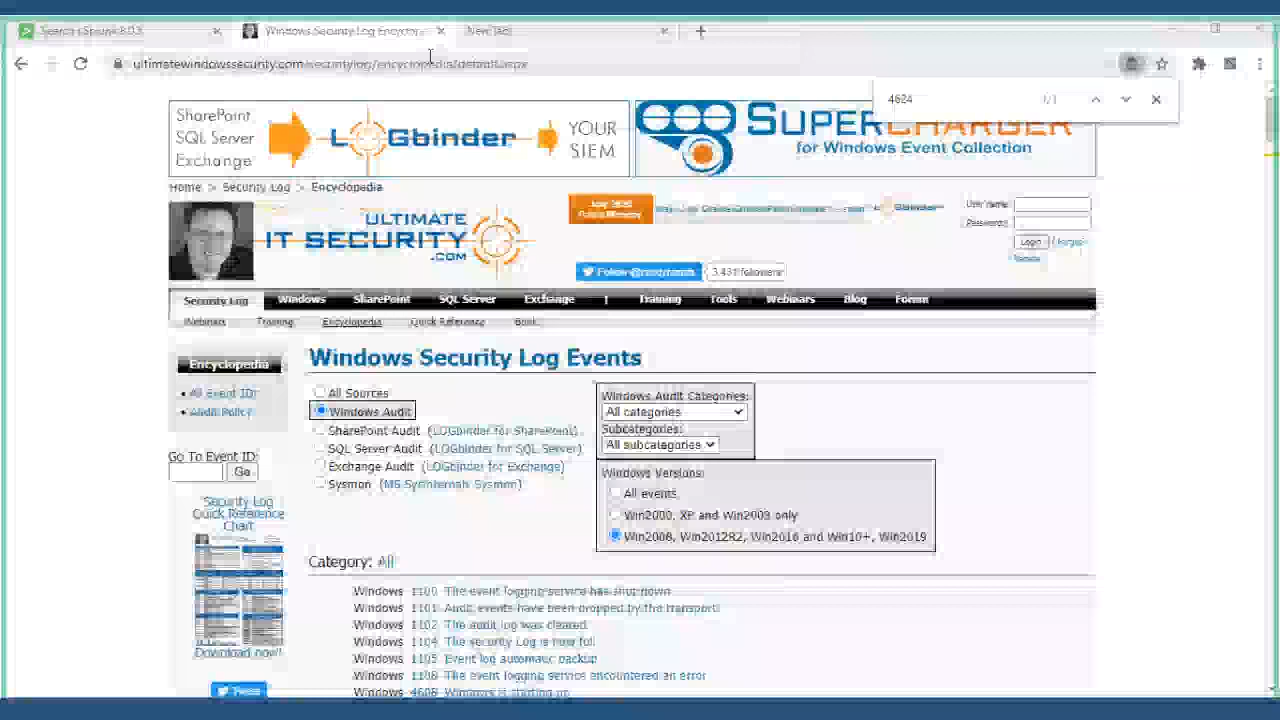 Windows Security Log Encyclo
New Tab
ultimatewindowssecurity.com/securitylog/encyclopedia/default.aspx
4624 1/1
SharePoint
SQL Server
Exchange
LOGbinder
YOUR
SIEM
SUPERCHARGER
for Windows Event Collection
Home > Security Log > Encyclopedia
ULTIMATE
IT SECURITY
.COM
User name:
Password:
Login / Forgot?
Register
3,431 followers
Security Log Windows SharePoint SQL Server Exchange | Training Tools Webinars Blog Forum
Webinars Training Encyclopedia Quick Reference Book
Encyclopedia
• All Event IDs
• Audit Policy
Go To Event ID:
Go
Security Log
Quick Reference
Chart
Download now!
Tweet
Windows Security Log Events
All Sources
Windows Audit
SharePoint Audit (LOGbinder for SharePoint)
SQL Server Audit (LOGbinder for SQL Server)
Exchange Audit (LOGbinder for Exchange)
Sysmon (MS Sysinternals Sysmon)
Windows Audit Categories:
All categories
Subcategories:
All subcategories
Windows Versions:
All events
Win2000, XP and Win2003 only
Win2008, Win2012R2, Win2016 and Win10+, Win2019
Category: All
Windows 1100 The event logging service has shut down
Windows 1101 Audit events have been dropped by the transport.
Windows 1102 The audit log was cleared
Windows 1104 The security Log is now full
Windows 1105 Event log automatic backup
Windows 1108 The event logging service encountered an error
Windows 4608 Windows is starting up